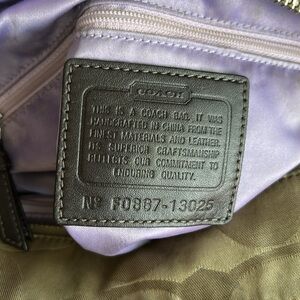 COACH
THIS IS A COACH BAG. IT WAS
HANDCRAFTED IN CHINA FROM THE
FINEST MATERIALS AND LEATHER.
ITS SUPERIOR CRAFTSMANSHIP
REFLECTS OUR COMMITMENT TO
ENDURING QUALITY.
Nº F0887-13025